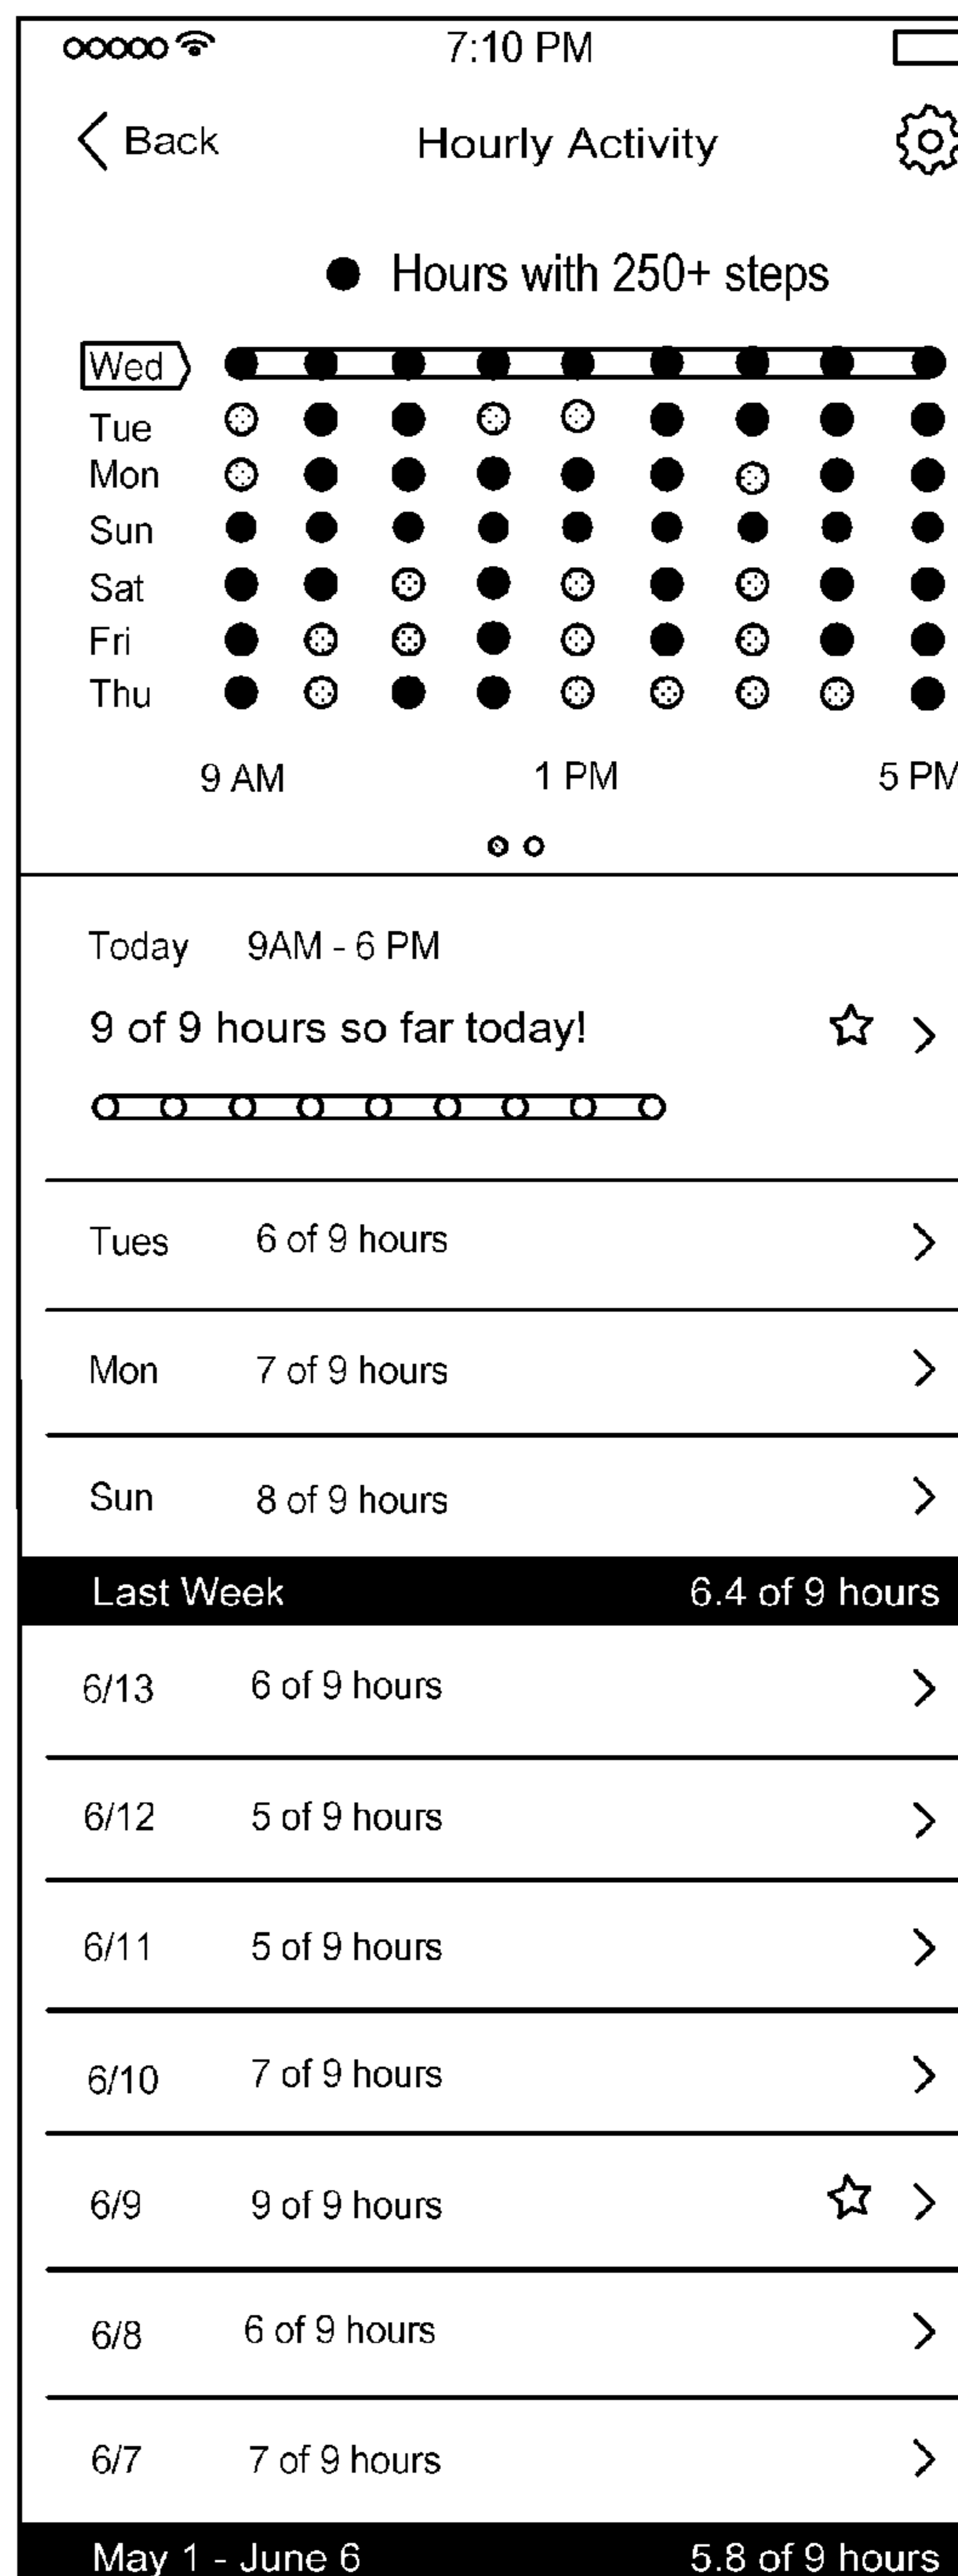 7:10 PM
Back Hourly Activity
Hours with 250+ steps
Wed
Tue
Mon
Sun
Sat
Fri
Thu
9 AM 1 PM 5 PM
Today 9AM - 6 PM
9 of 9 hours so far today!
Tues 6 of 9 hours
Mon 7 of 9 hours
Sun 8 of 9 hours
Last Week 6.4 of 9 hours
6/13 6 of 9 hours
6/12 5 of 9 hours
6/11 5 of 9 hours
6/10 7 of 9 hours
6/9 9 of 9 hours
6/8 6 of 9 hours
6/7 7 of 9 hours
May 1 - June 6 5.8 of 9 hours